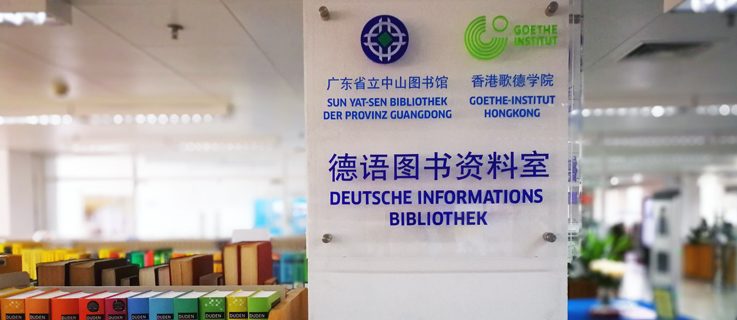 GOETHE
INSTITUT
广东省立中山图书馆
香港歌德学院
SUN YAT-SEN BIBLIOTHEK
DER PROVINZ GUANGDONG
GOETHE-INSTITUT
HONGKONG
德语图书资料室
DEUTSCHE INFORMATIONS
BIBLIOTHEK
DUDEN
DUDEN
DUDEN
DUDEN
DUDEN
DUDEN
DUDEN
DUDEN